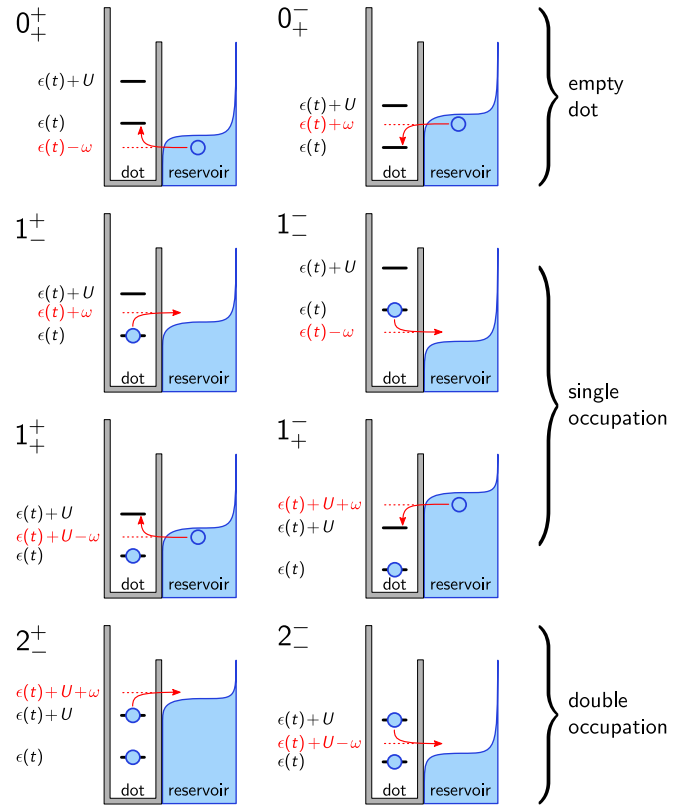 0₊⁺
ϵ(t)+U
ϵ(t)
ϵ(t)−ω
dot
reservoir
0₊⁻
ϵ(t)+U
ϵ(t)+ω
ϵ(t)
dot
reservoir
empty
dot
1₋⁺
ϵ(t)+U
ϵ(t)+ω
ϵ(t)
dot
reservoir
1₋⁻
ϵ(t)+U
ϵ(t)
ϵ(t)−ω
dot
reservoir
1₊⁺
ϵ(t)+U
ϵ(t)+U−ω
ϵ(t)
dot
reservoir
1₊⁻
ϵ(t)+U+ω
ϵ(t)+U
ϵ(t)
dot
reservoir
single
occupation
2₋⁺
ϵ(t)+U+ω
ϵ(t)+U
ϵ(t)
dot
reservoir
2₋⁻
ϵ(t)+U
ϵ(t)+U−ω
ϵ(t)
dot
reservoir
double
occupation